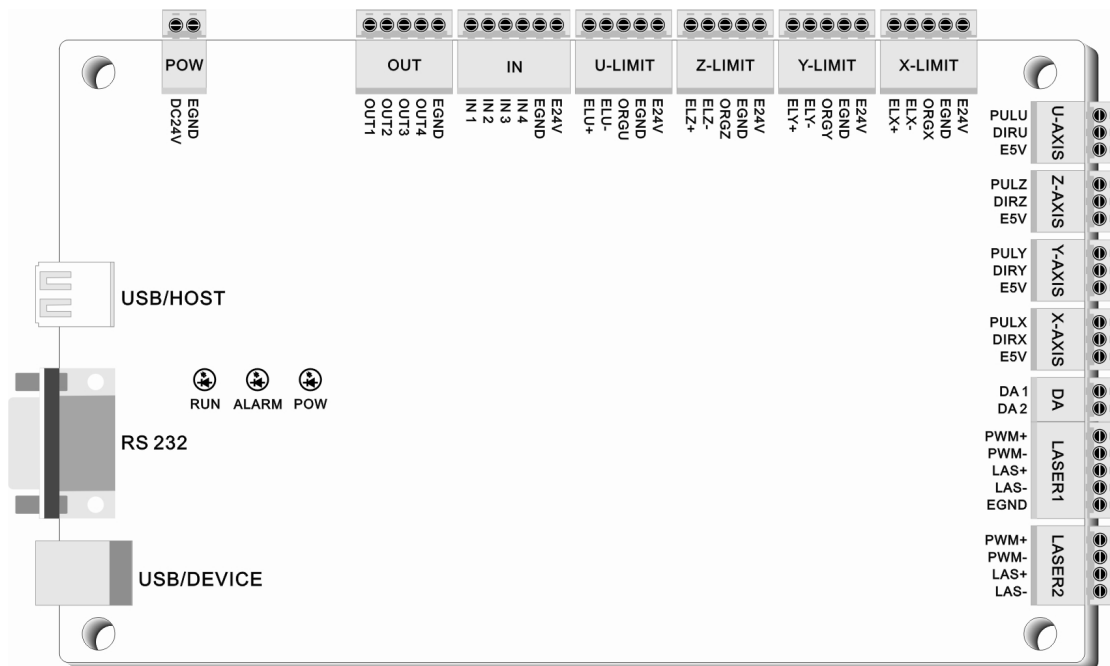 POW
OUT
IN
U-LIMIT
Z-LIMIT
Y-LIMIT
X-LIMIT
DC24V
EGND
OUT1
OUT2
OUT3
OUT4
EGND
IN 1
IN 2
IN 3
IN 4
EGND
E24V
ELU+
ELU-
ORGU
EGND
E24V
ELZ+
ELZ-
ORGZ
EGND
E24V
ELY+
ELY-
ORGY
EGND
E24V
ELX+
ELX-
ORGX
EGND
E24V
PULU
DIRU
E5V
U-AXIS
PULZ
DIRZ
E5V
Z-AXIS
PULY
DIRY
E5V
Y-AXIS
PULX
DIRX
E5V
X-AXIS
DA 1
DA 2
DA
PWM+
PWM-
LAS+
LAS-
EGND
LASER1
PWM+
PWM-
LAS+
LAS-
LASER2
USB/HOST
RUN
ALARM
POW
RS 232
USB/DEVICE